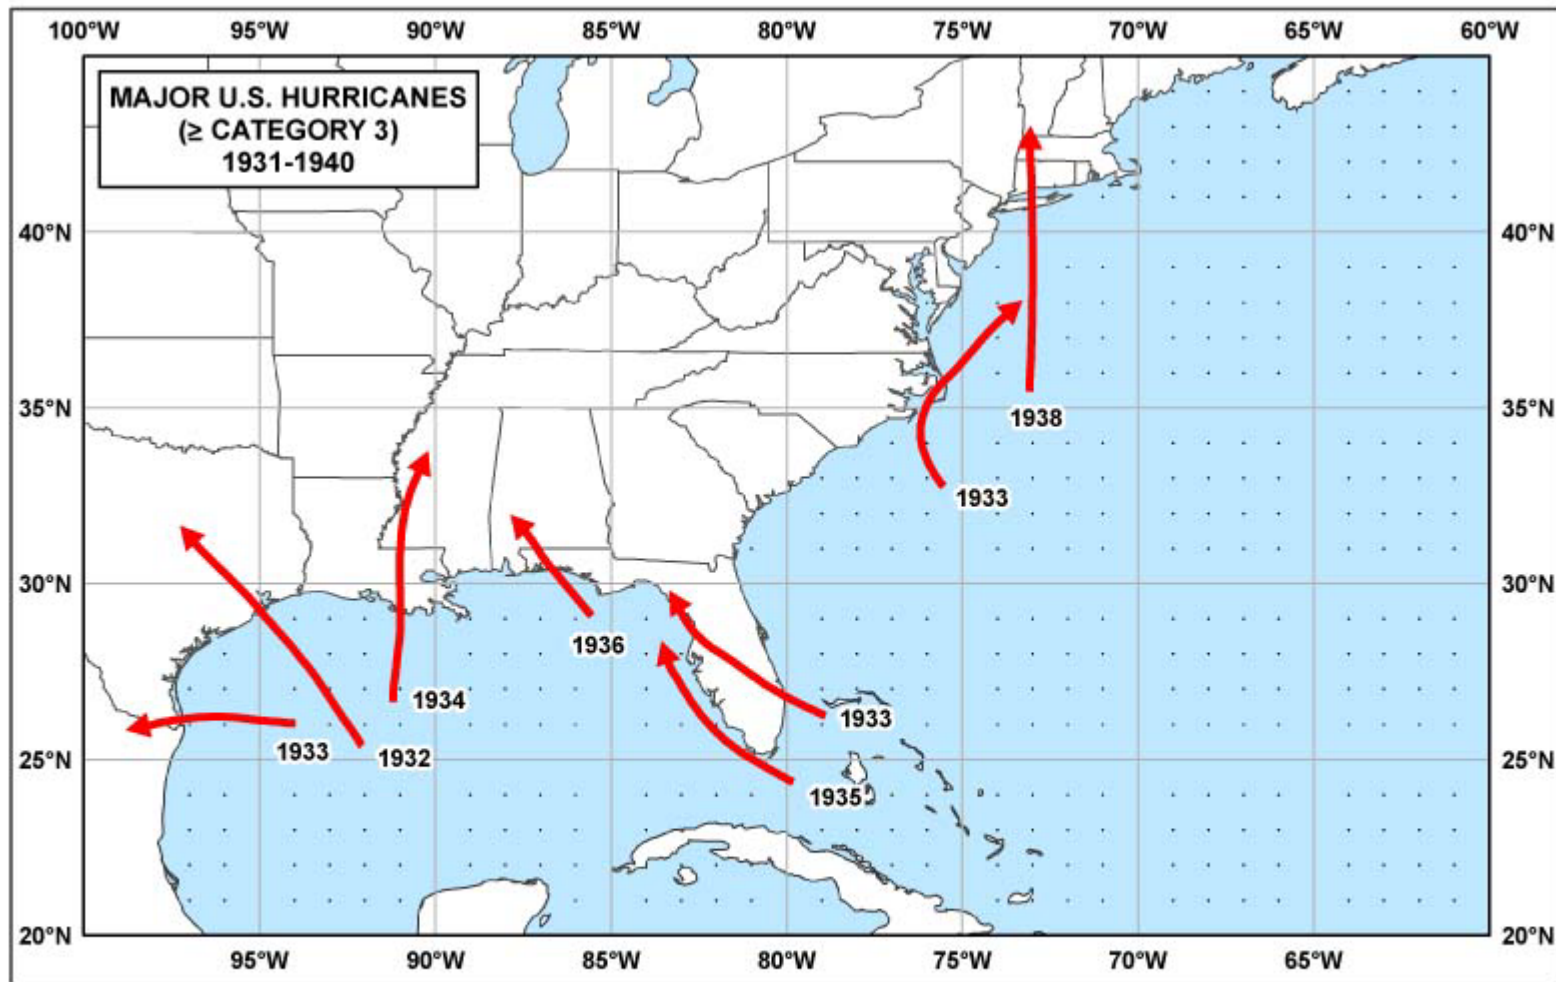 100°W 95°W 90°W 85°W 80°W 75°W 70°W 65°W 60°W
MAJOR U.S. HURRICANES
(≥ CATEGORY 3)
1931-1940
40°N 40°N
35°N 35°N
1938
1933
30°N 30°N
1936
1934
1933
1933
1932
25°N 25°N
1935
20°N 20°N
95°W 90°W 85°W 80°W 75°W 70°W 65°W